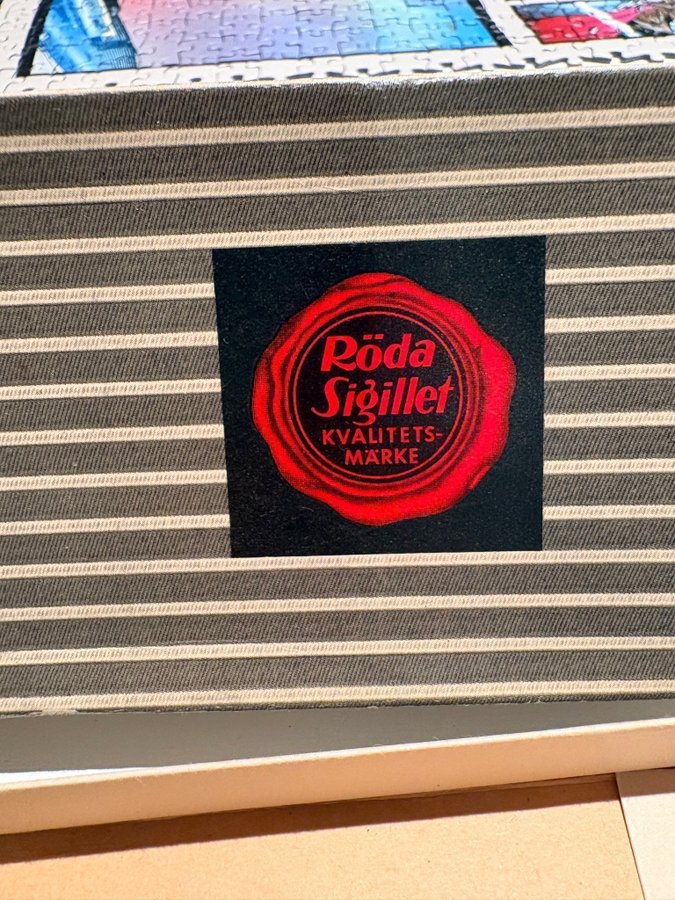 Röda
Sigillet
KVALITETS-
MÄRKE